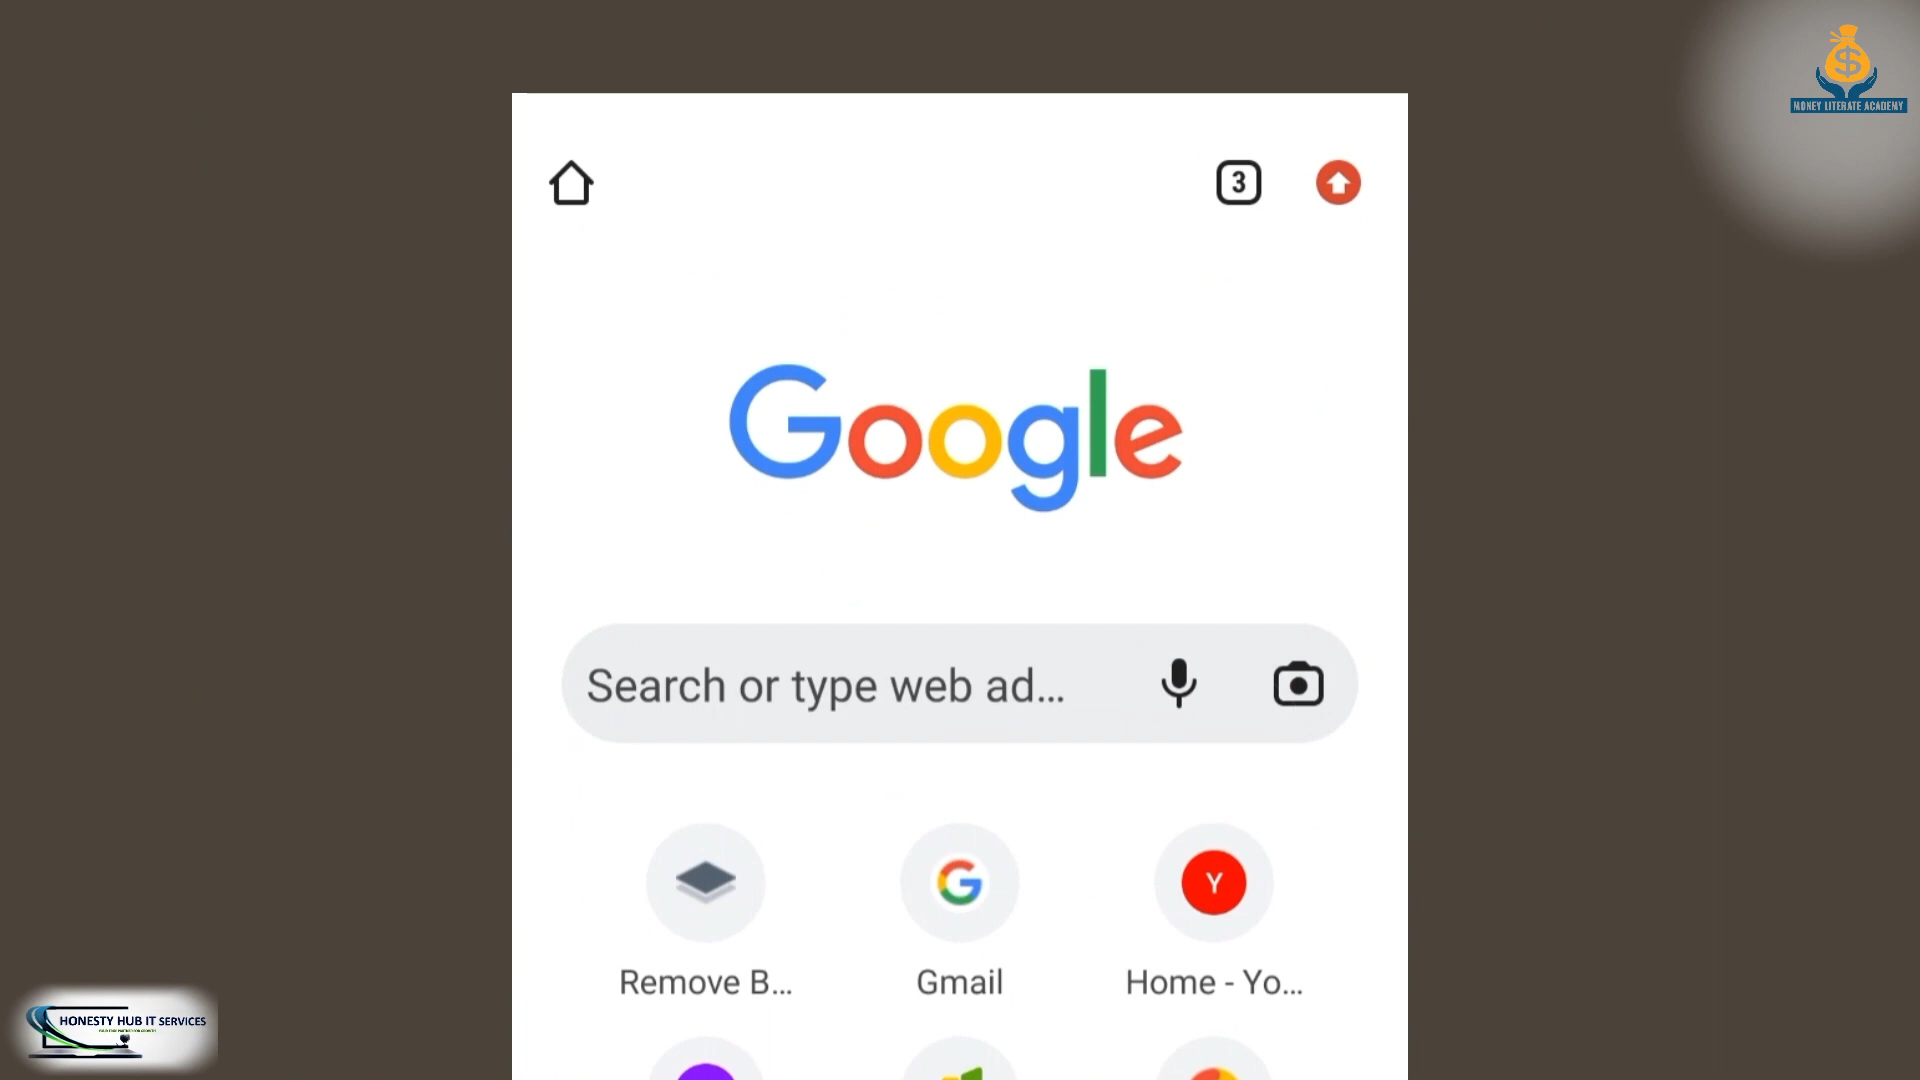 MONEY LITERATE ACADEMY
3
Google
Search or type web ad...
G
Y
Remove B...
Gmail
Home - Yo...
HONESTY HUB IT SERVICES